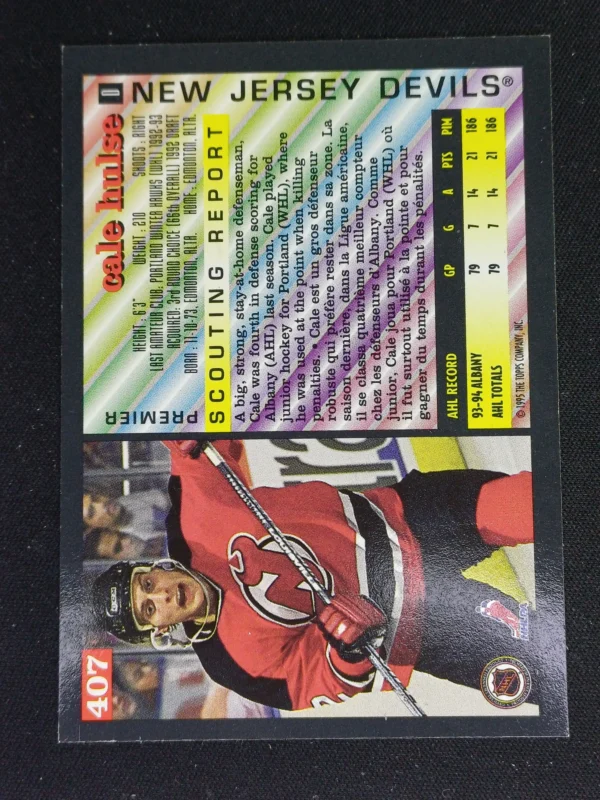 407
PREMIER
cale hulse
D
HEIGHT: 6'3" WEIGHT: 210 SHOOTS: RIGHT
LAST AMATEUR CLUB: PORTLAND WINTER HAWKS (WHL) 1992-93
ACQUIRED: 3RD ROUND CHOICE (66th OVERALL) 1992 DRAFT
BORN: 11-10-73, EDMONTON, ALTA. HOME: EDMONTON, ALTA.
NEW JERSEY DEVILS®
SCOUTING REPORT
A big, strong, stay-at-home defenseman,
Cale was fourth in defense scoring for
Albany (AHL) last season. Cale played
junior hockey for Portland (WHL), where
he was used at the point when killing
penalties. • Cale est un gros défenseur
robuste qui préfère rester dans sa zone. La
saison dernière, dans la Ligue américaine,
il se classa quatrième meilleur compteur
chez les défenseurs d'Albany. Comme
junior, Cale joua pour Portland (WHL) où
il fut surtout utilisé à la pointe et pour
gagner du temps durant les pénalités.
AHL RECORD GP G A PTS PIM
93-94 ALBANY 79 7 14 21 186
AHL TOTALS 79 7 14 21 186
© 1995 THE TOPPS COMPANY, INC.
NHLPA
NHL